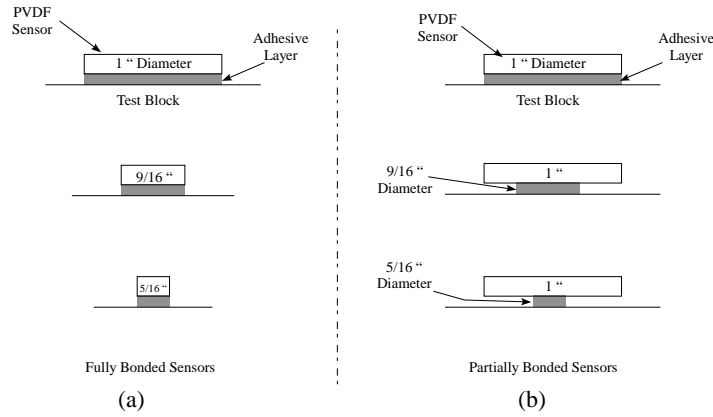 PVDF
Sensor
Adhesive
Layer
1 “ Diameter
Test Block
9/16 “
5/16 “
Fully Bonded Sensors
(a)
PVDF
Sensor
Adhesive
Layer
1 “ Diameter
Test Block
9/16 “
Diameter
1 “
5/16 “
Diameter
1 “
Partially Bonded Sensors
(b)